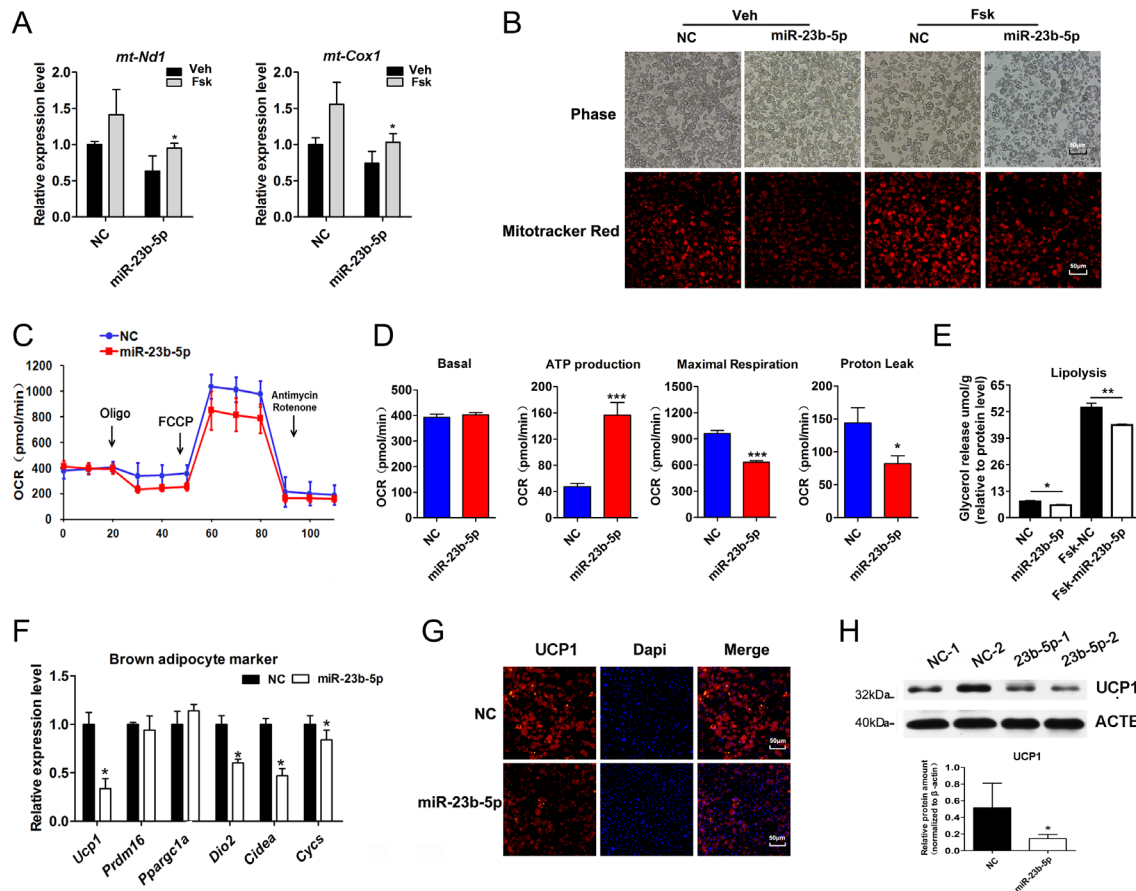 A
mt-Nd1
Veh
Fsk
Relative expression level
2.0
1.5
1.0
0.5
0.0
*
NC
miR-23b-5p
mt-Cox1
Veh
Fsk
Relative expression level
2.0
1.5
1.0
0.5
0.0
*
NC
miR-23b-5p
B
Veh
Fsk
NC
miR-23b-5p
NC
miR-23b-5p
Phase
50μm
Mitotracker Red
50μm
C
NC
miR-23b-5p
OCR (pmol/min)
1200
1000
800
600
400
200
0
Oligo
FCCP
Antimycin
Rotenone
0
20
40
60
80
100
D
Basal
OCR (pmol/min)
500
400
300
200
100
0
NC
miR-23b-5p
ATP production
OCR (pmol/min)
200
160
120
80
40
0
***
NC
miR-23b-5p
Maximal Respiration
OCR (pmol/min)
1500
1200
900
600
300
0
***
NC
miR-23b-5p
Proton Leak
OCR (pmol/min)
200
150
100
50
0
*
NC
miR-23b-5p
E
Lipolysis
Glycerol release umol/g
(relative to protein level)
65
52
39
26
13
0
*
**
NC
miR-23b-5p
Fsk-NC
Fsk-miR-23b-5p
F
Brown adipocyte marker
NC
miR-23b-5p
Relative expression level
1.5
1.0
0.5
0.0
*
*
*
*
Ucp1
Prdm16
Ppargc1a
Dio2
Cidea
Cycs
G
UCP1
Dapi
Merge
NC
50μm
miR-23b-5p
50μm
H
NC-1
NC-2
23b-5p-1
23b-5p-2
32kDa
UCP1
40kDa
ACTB
UCP1
Relative protein amount
(normalized to β-actin)
1.0
0.8
0.6
0.4
0.2
0.0
*
NC
miR-23b-5p